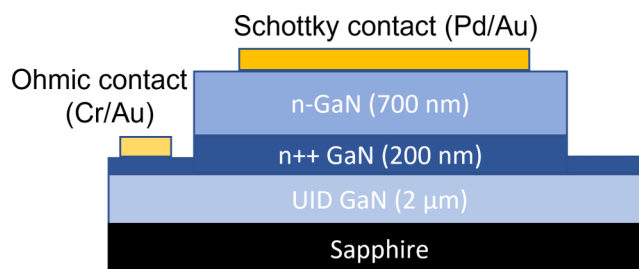 Schottky contact (Pd/Au)
Ohmic contact
(Cr/Au)
n-GaN (700 nm)
n++ GaN (200 nm)
UID GaN (2 μm)
Sapphire